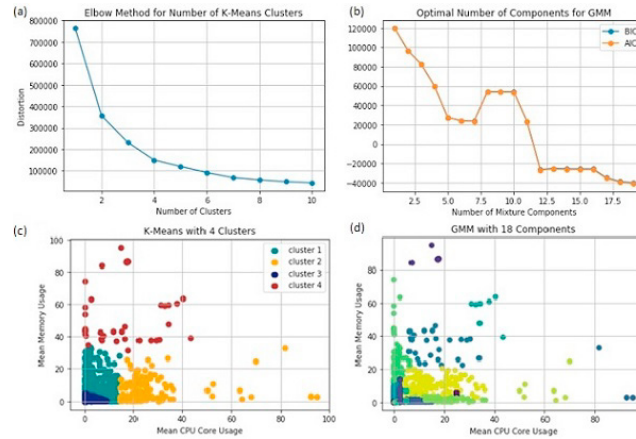 (a)
Elbow Method for Number of K-Means Clusters
800000
700000
600000
500000
400000
300000
200000
100000
Distortion
2
4
6
8
10
Number of Clusters
(b)
Optimal Number of Components for GMM
BIC
AIC
120000
100000
80000
60000
40000
20000
0
-20000
-40000
2.5
5.0
7.5
10.0
12.5
15.0
17.5
Number of Mixture Components
(c)
K-Means with 4 Clusters
cluster 1
cluster 2
cluster 3
cluster 4
100
80
60
40
20
0
Mean Memory Usage
0
20
40
60
80
100
Mean CPU Core Usage
(d)
GMM with 18 Components
80
60
40
20
0
Mean Memory Usage
0
20
40
60
80
Mean CPU Core Usage